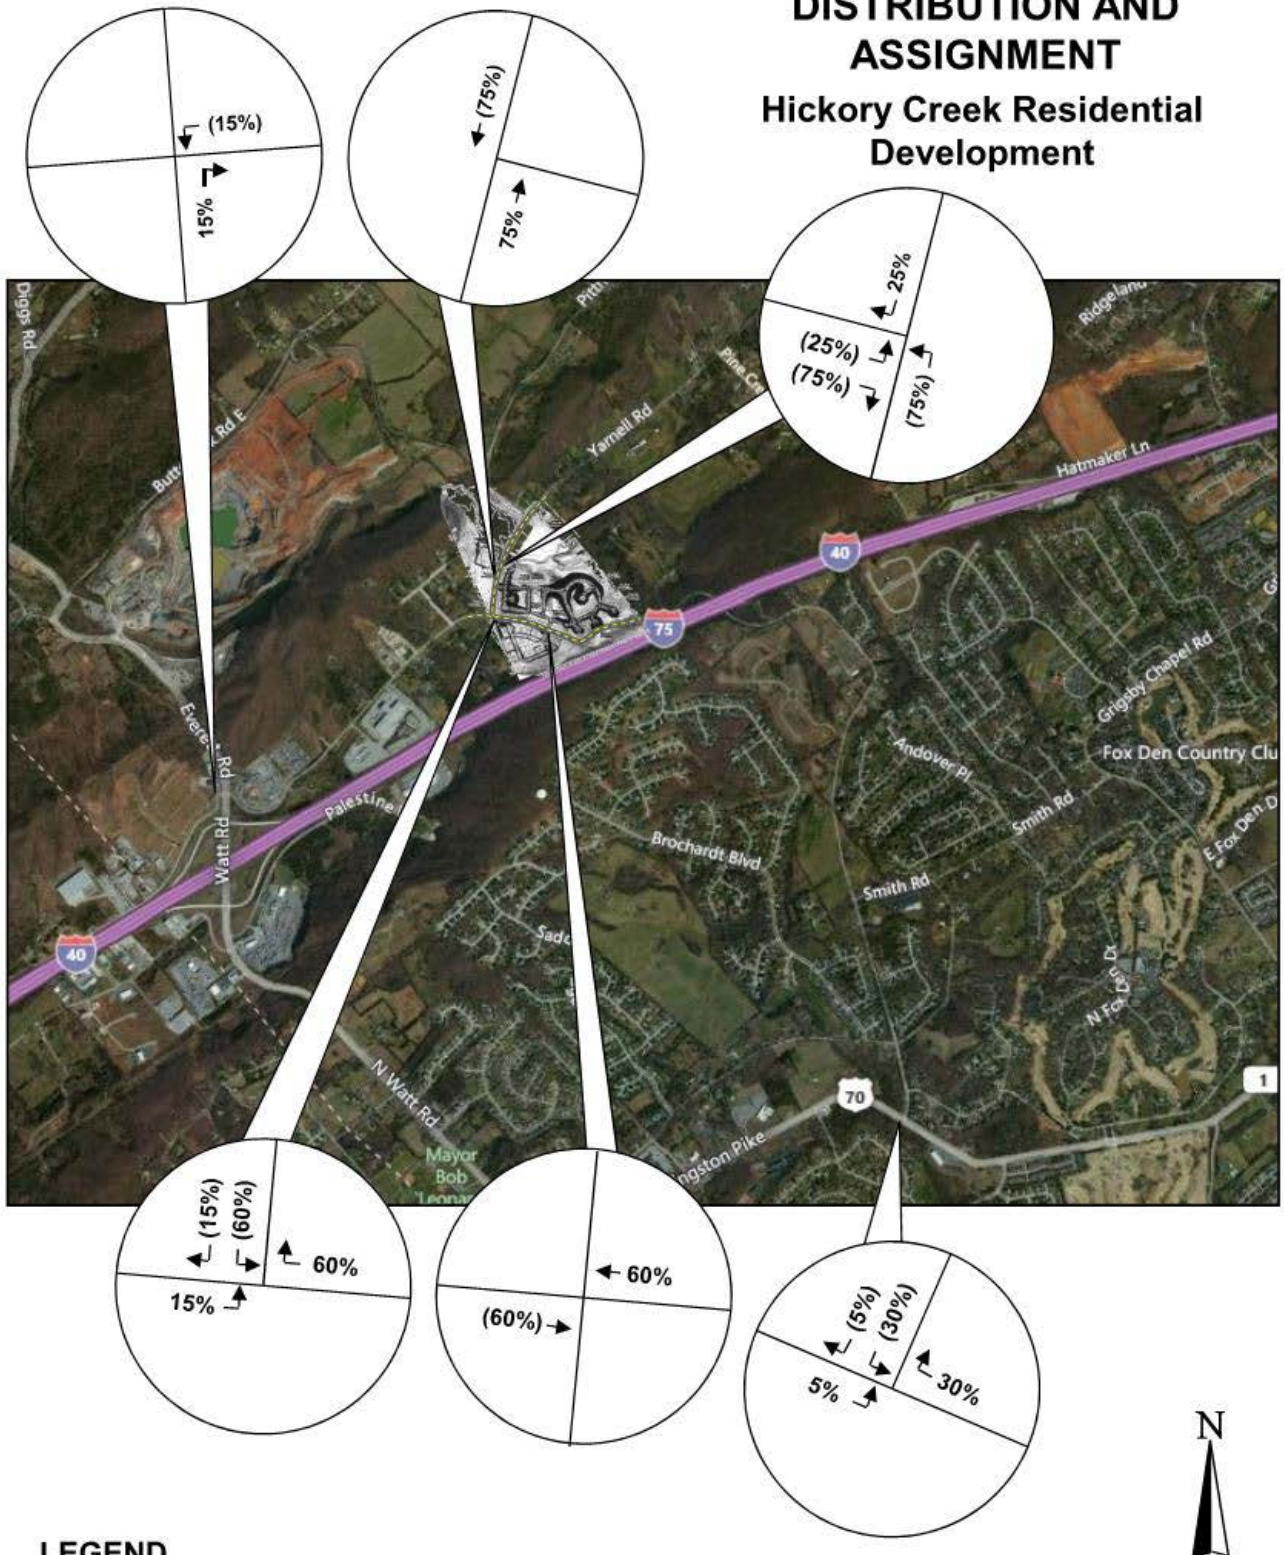 DISTRIBUTION AND
ASSIGNMENT
Hickory Creek Residential
Development
(15%)
15%
(75%)
75%
25%
(25%)
(75%)
(75%)
Diggs Rd
Rd E
Yarnell Rd
Hatmaker Ln
40
75
Grigsby Chapel Rd
Rd
Andover Pl
Fox Den Country Clu
Palestine
Watt Rd
Smith Rd
E Fox Den D
Brochardt Blvd
Smith Rd
40
N Fox Den Dr
N Watt Rd
70
1
Mayor
Bob
ngston Pike
(15%)
(60%)
60%
15%
60%
(60%)
(5%)
(30%)
30%
5%
N
LEGEND